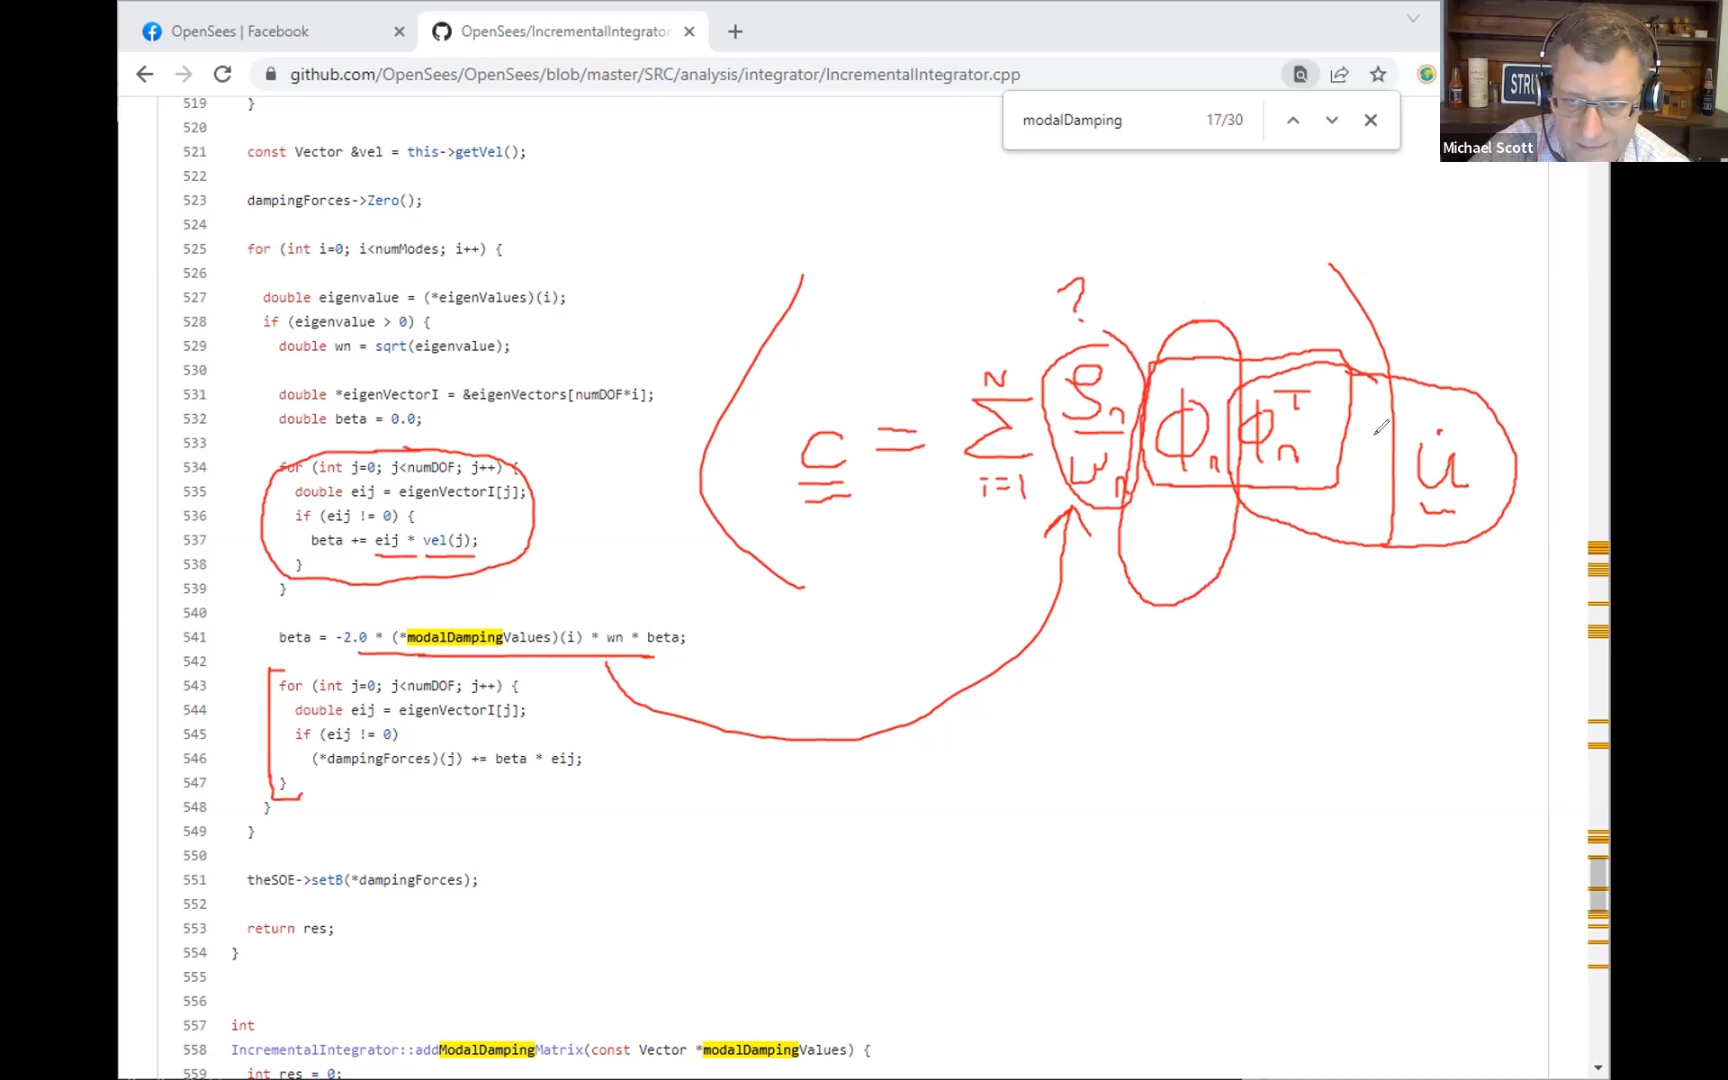 OpenSees | Facebook
OpenSees/IncrementalIntegrator
github.com/OpenSees/OpenSees/blob/master/SRC/analysis/integrator/IncrementalIntegrator.cpp
modalDamping 17/30
STRU
Michael Scott
519 }
520
521 const Vector &vel = this->getVel();
522
523 dampingForces->Zero();
524
525 for (int i=0; i<numModes; i++) {
526
527 double eigenvalue = (*eigenValues)(i);
528 if (eigenvalue > 0) {
529 double wn = sqrt(eigenvalue);
530
531 double *eigenVectorI = &eigenVectors[numDOF*i];
532 double beta = 0.0;
533
534 for (int j=0; j<numDOF; j++) {
535 double eij = eigenVectorI[j];
536 if (eij != 0) {
537 beta += eij * vel(j);
538 }
539 }
540
541 beta = -2.0 * (*modalDampingValues)(i) * wn * beta;
542
543 for (int j=0; j<numDOF; j++) {
544 double eij = eigenVectorI[j];
545 if (eij != 0)
546 (*dampingForces)(j) += beta * eij;
547 }
548 }
549 }
550
551 theSOE->setB(*dampingForces);
552
553 return res;
554 }
555
556
557 int
558 IncrementalIntegrator::addModalDampingMatrix(const Vector *modalDampingValues) {
559 int res = 0;
?
( c = N ∑ i=1 ξn / ωn ϕn ϕn^T ) u̇